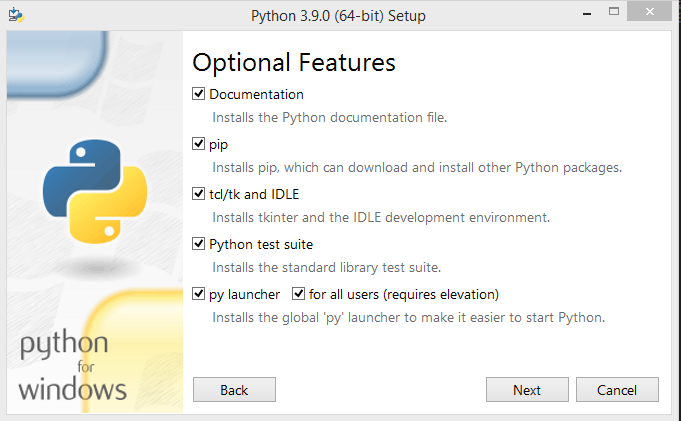 Python 3.9.0 (64-bit) Setup
Optional Features
Documentation
Installs the Python documentation file.
pip
Installs pip, which can download and install other Python packages.
tcl/tk and IDLE
Installs tkinter and the IDLE development environment.
Python test suite
Installs the standard library test suite.
py launcher for all users (requires elevation)
Installs the global 'py' launcher to make it easier to start Python.
python
for
windows
Back Next Cancel